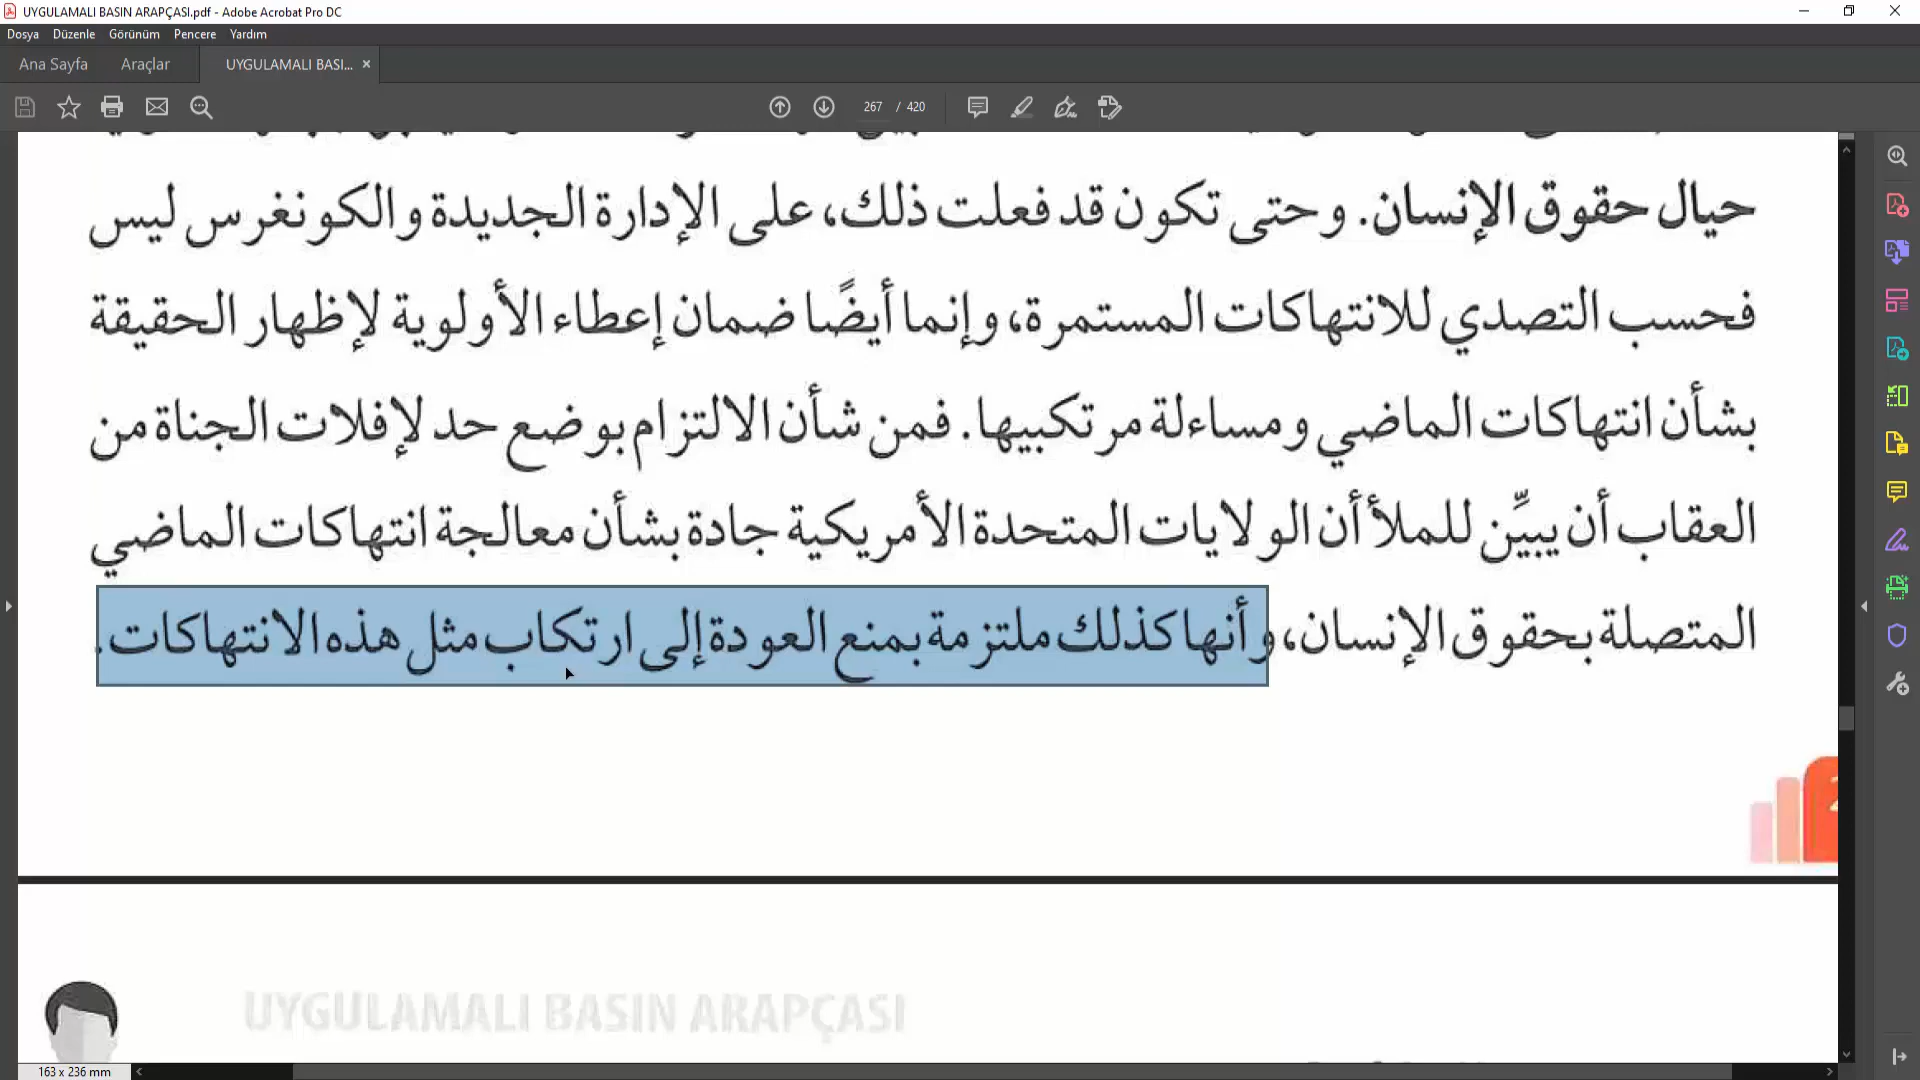 UYGULAMALI BASIN ARAPÇASI.pdf - Adobe Acrobat Pro DC
Dosya Düzenle Görünüm Pencere Yardım
Ana Sayfa Araçlar UYGULAMALI BASI... ×
267 / 420
حيال حقوق الإنسان. وحتى تكون قد فعلت ذلك، على الإدارة الجديدة والكونغرس ليس
فحسب التصدي للانتهاكات المستمرة، وإنما أيضًا ضمان إعطاء الأولوية لإظهار الحقيقة
بشأن انتهاكات الماضي ومساءلة مرتكبيها. فمن شأن الالتزام بوضع حد لإفلات الجناة من
العقاب أن يبيِّن للملأ أن الولايات المتحدة الأمريكية جادة بشأن معالجة انتهاكات الماضي
المتصلة بحقوق الإنسان، وأنها كذلك ملتزمة بمنع العودة إلى ارتكاب مثل هذه الانتهاكات.
UYGULAMALI BASIN ARAPÇASI
163 x 236 mm